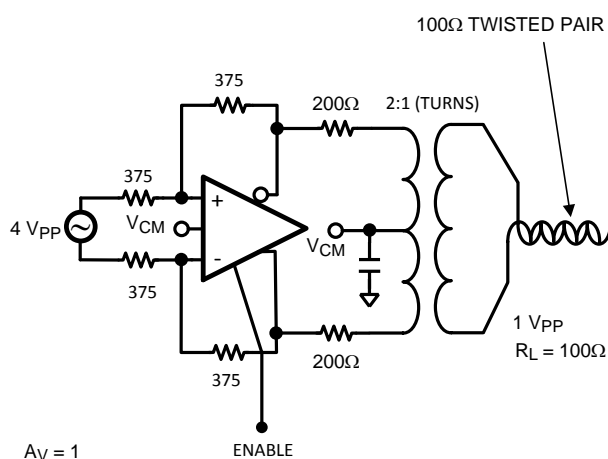 100Ω TWISTED PAIR
375
200Ω
2:1 (TURNS)
375
+
VCM
4 VPP
VCM
-
375
200Ω
375
1 VPP
RL = 100Ω
AV = 1
ENABLE